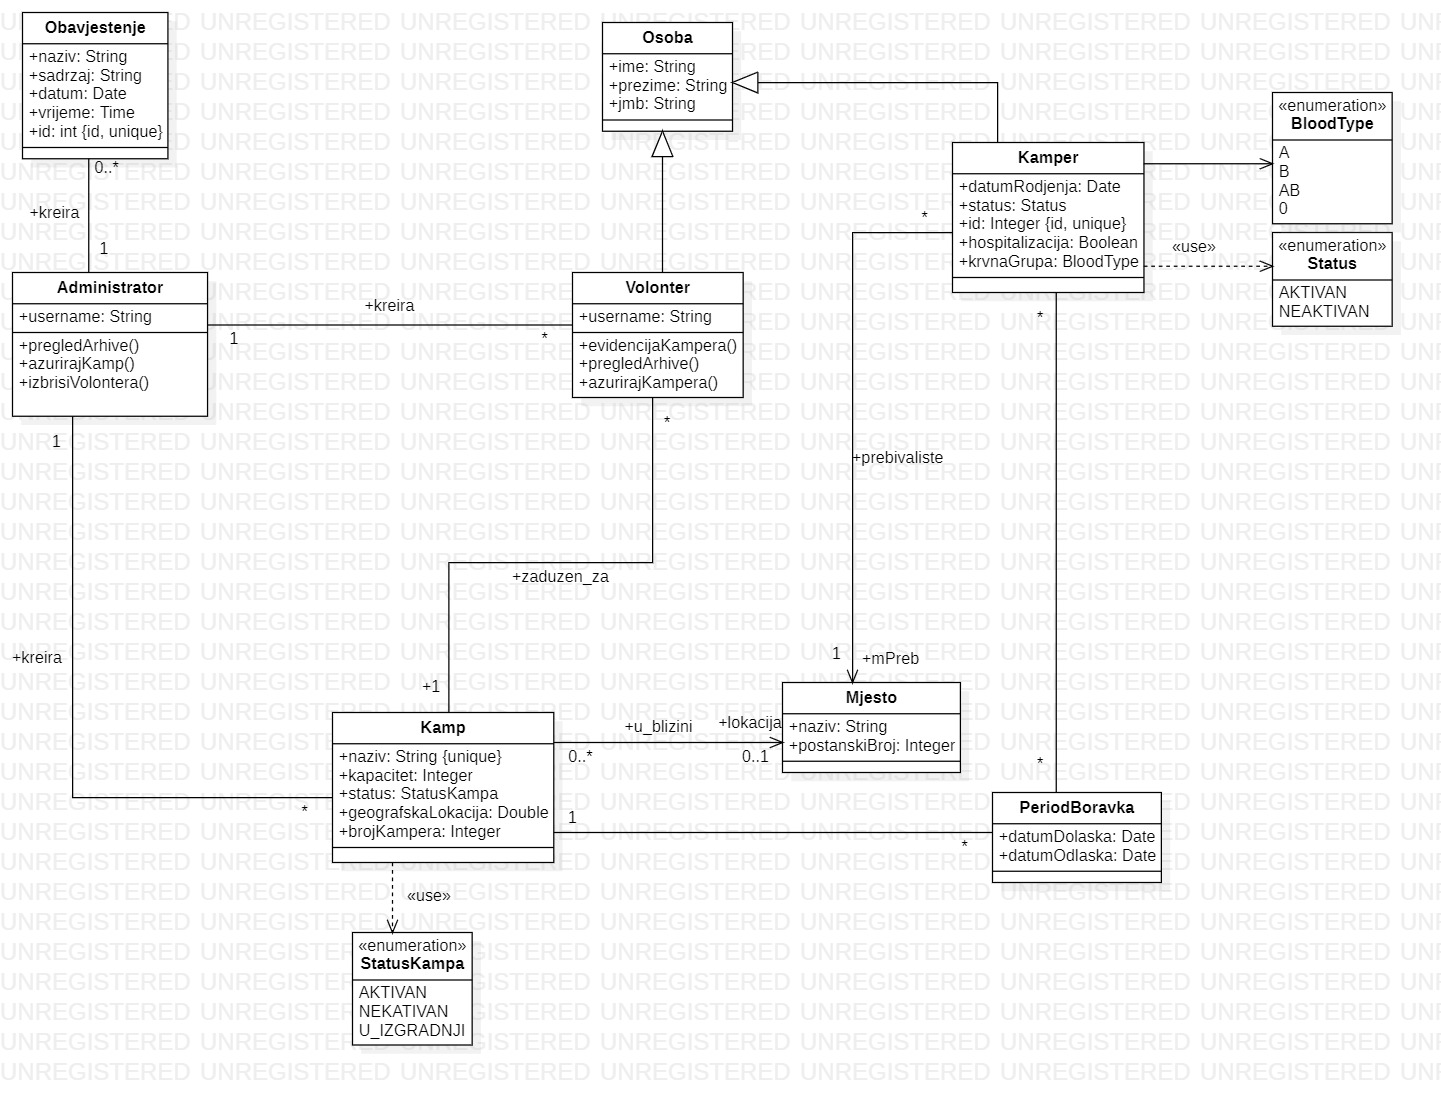 Obavjestenje
+naziv: String
+sadrzaj: String
+datum: Date
+vrijeme: Time
+id: int {id, unique}
0..*
+kreira
1
Osoba
+ime: String
+prezime: String
+jmb: String
Kamper
+datumRodjenja: Date
+status: Status
+id: Integer {id, unique}
+hospitalizacija: Boolean
+krvnaGrupa: BloodType
«enumeration»
BloodType
A
B
AB
0
«use»
«enumeration»
Status
AKTIVAN
NEAKTIVAN
Administrator
+username: String
+pregledArhive()
+azurirajKamp()
+izbrisiVolontera()
+kreira
1
*
Volonter
+username: String
+evidencijaKampera()
+pregledArhive()
+azurirajKampera()
*
*
*
1
+prebivaliste
+zaduzen_za
+kreira
+1
1
+mPreb
Kamp
+naziv: String {unique}
+kapacitet: Integer
+status: StatusKampa
+geografskaLokacija: Double
+brojKampera: Integer
*
+u_blizini
+lokacija
0..*
0..1
Mjesto
+naziv: String
+postanskiBroj: Integer
*
1
*
PeriodBoravka
+datumDolaska: Date
+datumOdlaska: Date
«use»
«enumeration»
StatusKampa
AKTIVAN
NEKATIVAN
U_IZGRADNJI
UNREGISTERED